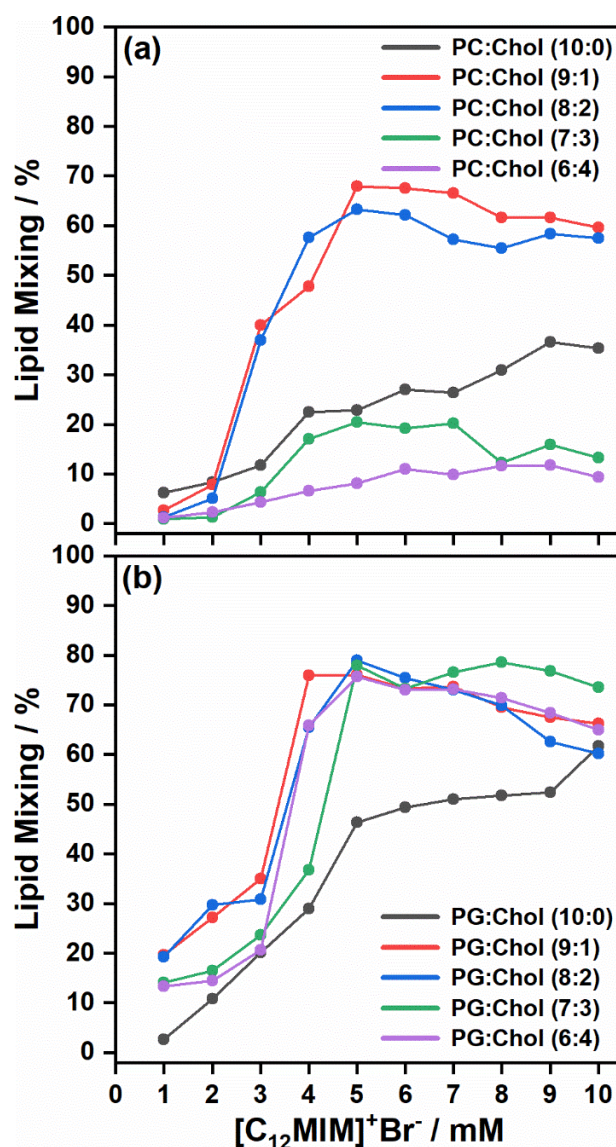 (a)
PC:Chol (10:0)
PC:Chol (9:1)
PC:Chol (8:2)
PC:Chol (7:3)
PC:Chol (6:4)
Lipid Mixing / %
100
90
80
70
60
50
40
30
20
10
0
(b)
PG:Chol (10:0)
PG:Chol (9:1)
PG:Chol (8:2)
PG:Chol (7:3)
PG:Chol (6:4)
Lipid Mixing / %
100
90
80
70
60
50
40
30
20
10
0
0 1 2 3 4 5 6 7 8 9 10
[C₁₂MIM]⁺Br⁻ / mM